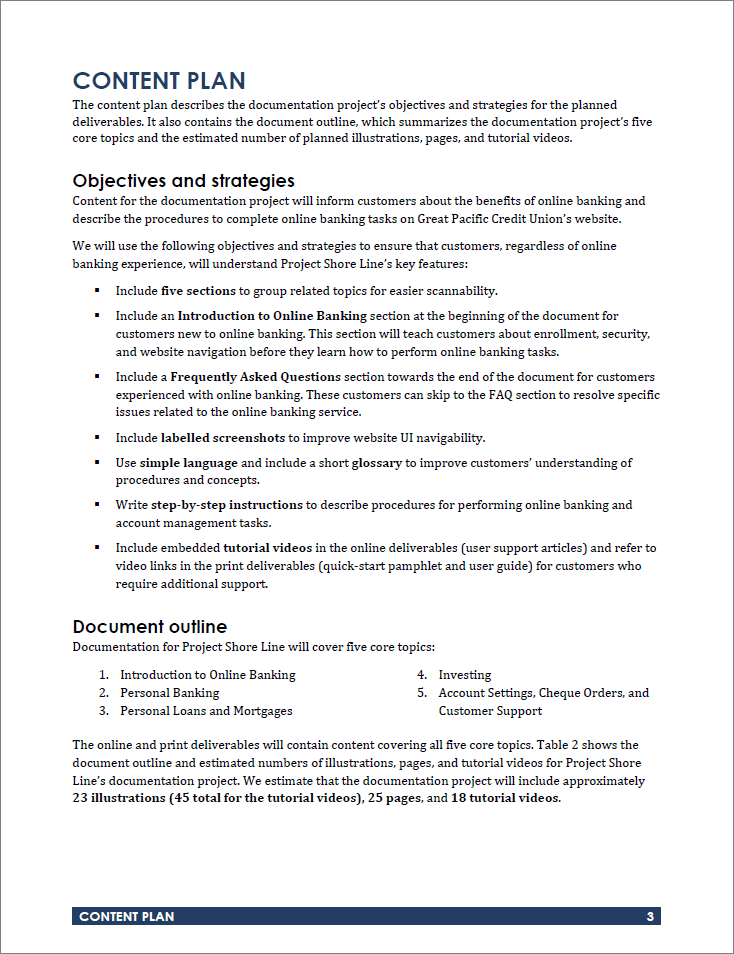 CONTENT PLAN
The content plan describes the documentation project's objectives and strategies for the planned
deliverables. It also contains the document outline, which summarizes the documentation project's five
core topics and the estimated number of planned illustrations, pages, and tutorial videos.
Objectives and strategies
Content for the documentation project will inform customers about the benefits of online banking and
describe the procedures to complete online banking tasks on Great Pacific Credit Union's website.
We will use the following objectives and strategies to ensure that customers, regardless of online
banking experience, will understand Project Shore Line's key features:
▪ Include five sections to group related topics for easier scannability.
▪ Include an Introduction to Online Banking section at the beginning of the document for
customers new to online banking. This section will teach customers about enrollment, security,
and website navigation before they learn how to perform online banking tasks.
▪ Include a Frequently Asked Questions section towards the end of the document for customers
experienced with online banking. These customers can skip to the FAQ section to resolve specific
issues related to the online banking service.
▪ Include labelled screenshots to improve website UI navigability.
▪ Use simple language and include a short glossary to improve customers' understanding of
procedures and concepts.
▪ Write step-by-step instructions to describe procedures for performing online banking and
account management tasks.
▪ Include embedded tutorial videos in the online deliverables (user support articles) and refer to
video links in the print deliverables (quick-start pamphlet and user guide) for customers who
require additional support.
Document outline
Documentation for Project Shore Line will cover five core topics:
1. Introduction to Online Banking
2. Personal Banking
3. Personal Loans and Mortgages
4. Investing
5. Account Settings, Cheque Orders, and
Customer Support
The online and print deliverables will contain content covering all five core topics. Table 2 shows the
document outline and estimated numbers of illustrations, pages, and tutorial videos for Project Shore
Line's documentation project. We estimate that the documentation project will include approximately
23 illustrations (45 total for the tutorial videos), 25 pages, and 18 tutorial videos.
CONTENT PLAN 3